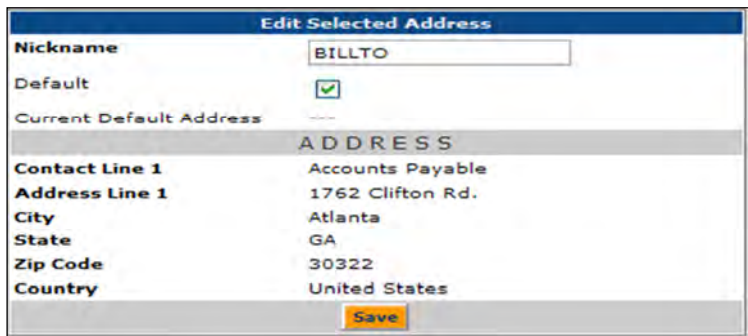 Edit Selected Address
Nickname BILLTO
Default
Current Default Address ---
ADDRESS
Contact Line 1 Accounts Payable
Address Line 1 1762 Clifton Rd.
City Atlanta
State GA
Zip Code 30322
Country United States
Save